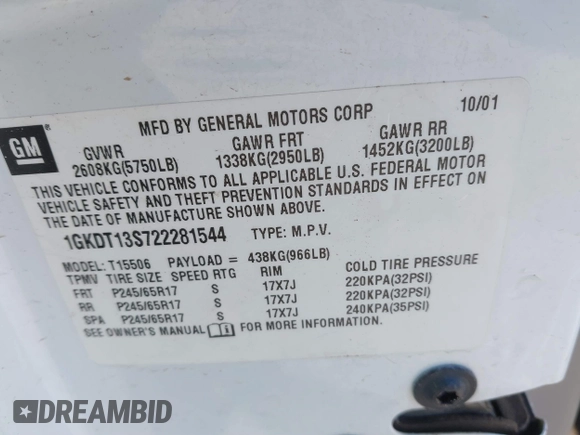 GM
MFD BY GENERAL MOTORS CORP 10/01
GVWR GAWR FRT GAWR RR
2608KG(5750LB) 1338KG(2950LB) 1452KG(3200LB)
THIS VEHICLE CONFORMS TO ALL APPLICABLE U.S. FEDERAL MOTOR
VEHICLE SAFETY AND THEFT PREVENTION STANDARDS IN EFFECT ON
THE DATE OF MANUFACTURE SHOWN ABOVE.
1GKDT13S722281544 TYPE: M.P.V.
MODEL: T15506 PAYLOAD = 438KG(966LB)
TPMV TIRE SIZE SPEED RTG RIM COLD TIRE PRESSURE
FRT P245/65R17 S 17X7J 220KPA(32PSI)
RR P245/65R17 S 17X7J 220KPA(32PSI)
SPA P245/65R17 S 17X7J 240KPA(35PSI)
SEE OWNER'S MANUAL FOR MORE INFORMATION.
DREAMBID